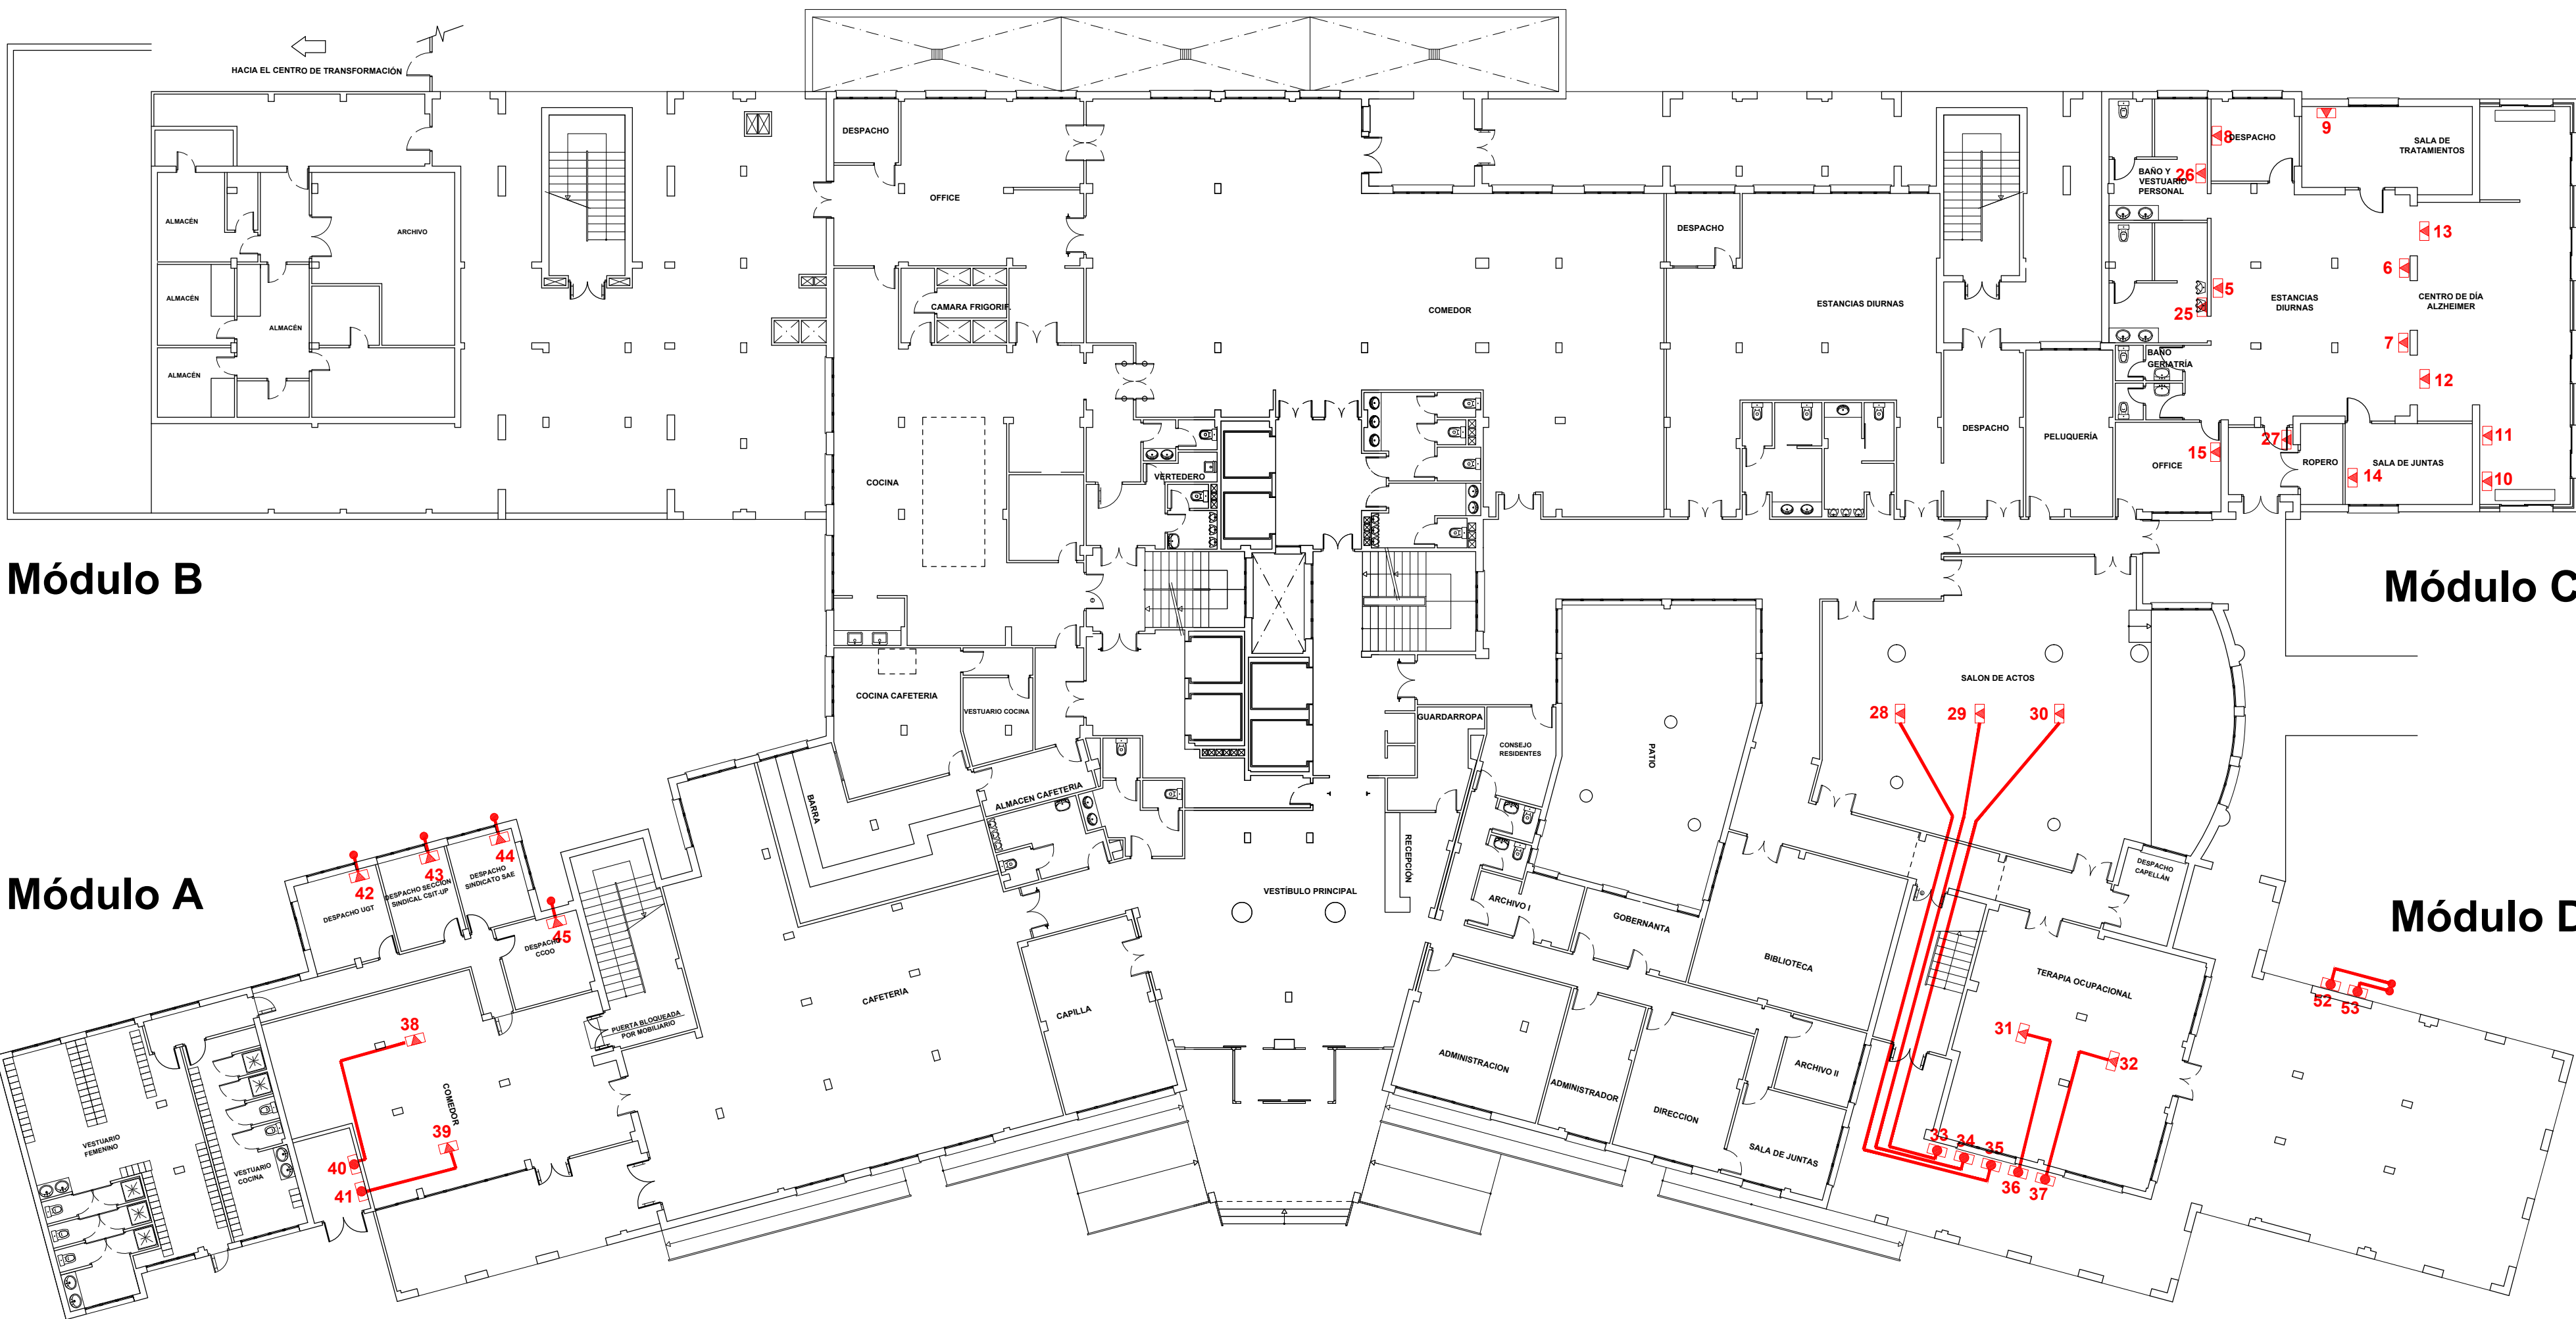 HACIA EL CENTRO DE TRANSFORMACIÓN
DESPACHO
8
DESPACHO
9
SALA DE
TRATAMIENTOS
BAÑO Y
VESTUARIO
PERSONAL
26
OFFICE
ALMACÉN
ARCHIVO
DESPACHO
13
6
5
25
ALMACÉN
CAMARA FRIGORIF.
COMEDOR
ESTANCIAS DIURNAS
ESTANCIAS
DIURNAS
CENTRO DE DÍA
ALZHEIMER
ALMACÉN
7
BAÑO
GERIATRÍA
12
ALMACÉN
DESPACHO
PELUQUERÍA
27
11
15
OFFICE
ROPERO
14
SALA DE JUNTAS
10
COCINA
VERTEDERO
Módulo B
Módulo C
SALON DE ACTOS
COCINA CAFETERIA
VESTUARIO COCINA
GUARDARROPA
28
29
30
CONSEJO
RESIDENTES
PATIO
BARRA
ALMACEN CAFETERIA
RECEPCIÓN
44
43
42
DESPACHO
SINDICATO SAE
DESPACHO SECCIÓN
SINDICAL CSIT-UP
DESPACHO UGT
Módulo A
VESTÍBULO PRINCIPAL
DESPACHO
CAPELLÁN
ARCHIVO I
GOBERNANTA
Módulo D
45
DESPACHO
CCOO
BIBLIOTECA
TERAPIA OCUPACIONAL
CAFETERIA
CAPILLA
52
53
PUERTA BLOQUEADA
POR MOBILIARIO
38
31
32
ADMINISTRACION
ADMINISTRADOR
ARCHIVO II
COMEDOR
DIRECCION
39
VESTUARIO
FEMENINO
SALA DE JUNTAS
33
34
35
40
VESTUARIO
COCINA
41
36
37